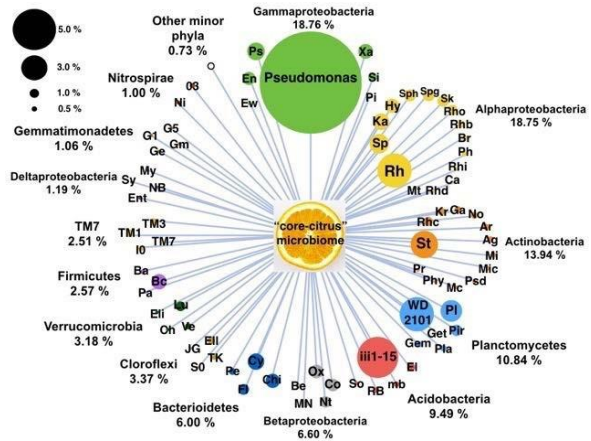 5.0 %
3.0 %
1.0 %
0.5 %
Other minor
phyla
0.73 %
Nitrospirae
1.00 %
03
Ni
Gemmatimonadetes
1.06 %
G1
G5
Ge
Gm
Deltaproteobacteria
1.19 %
My
Sy
NB
Ent
TM7
2.51 %
TM3
TM1
TM7
I0
Firmicutes
2.57 %
Ba
Bc
Pa
Verrucomicrobia
3.18 %
Lu
Eli
Oh
Ve
Cloroflexi
3.37 %
Ell
JG
TK
S0
Bacterioidetes
6.00 %
Cy
Pe
Fl
Chi
Betaproteobacteria
6.60 %
Be
MN
Ox
Co
Nt
Acidobacteria
9.49 %
iii1-15
So
RB
mb
Ei
Planctomycetes
10.84 %
WD
2101
Pl
Pir
Get
Gem
Pla
Actinobacteria
13.94 %
Kr
Ga
No
Rhc
Ar
St
Ag
Mi
Mic
Pr
Phy
Mc
Psd
Alphaproteobacteria
18.75 %
Hy
Sph
Spg
Sk
Ka
Rho
Rhb
Sp
Br
Ph
Rh
Rhi
Ca
Mt
Rhd
Gammaproteobacteria
18.76 %
Ps
Xa
En
Pseudomonas
Si
Ew
Pi
"core-citrus"
microbiome